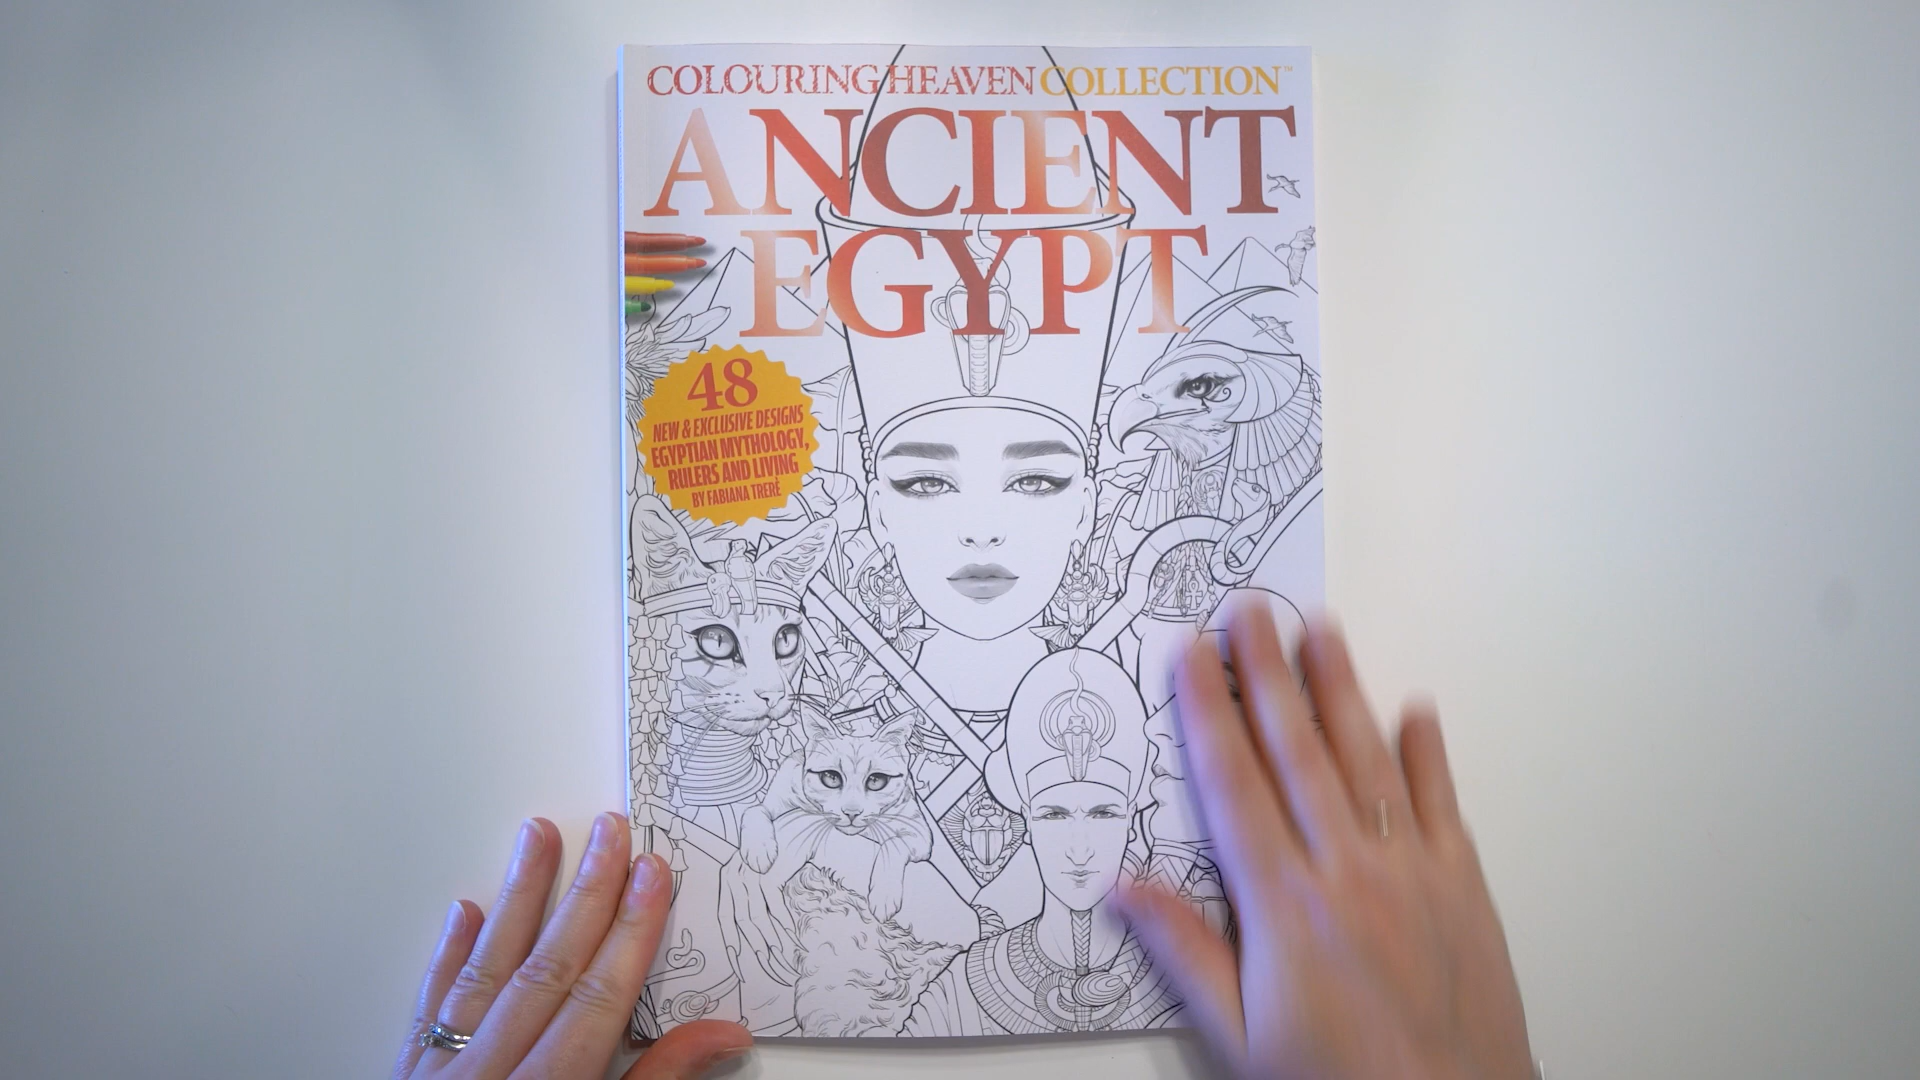 COLOURING HEAVEN COLLECTION™
ANCIENT
EGYPT
48
NEW & EXCLUSIVE DESIGNS
EGYPTIAN MYTHOLOGY,
RULERS AND LIVING
BY FABIANA TRERÈ